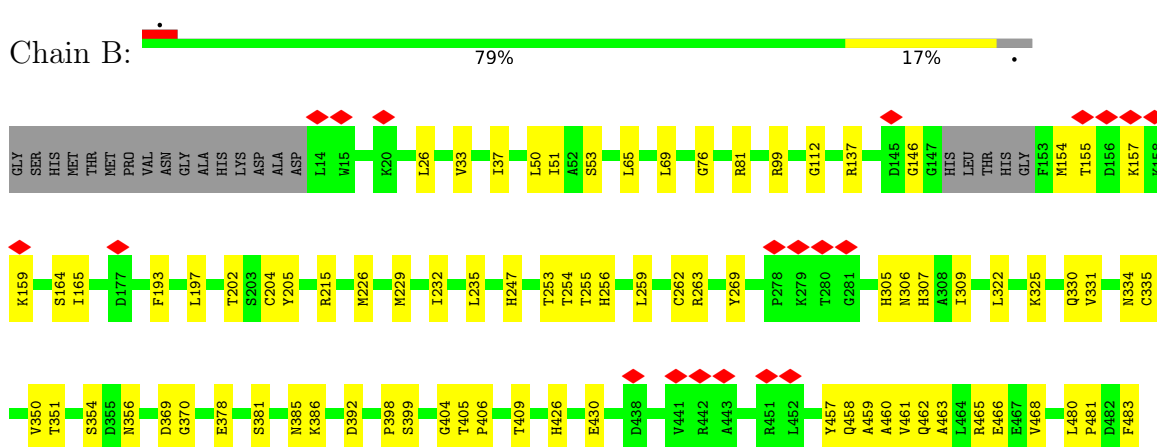 Chain B:
79% 17%
GLY SER HIS MET THR MET PRO VAL ASN GLY ALA HIS LYS ASP ALA ASP L14 W15 K20 L26 V33 I37 L50 I51 A52 S53 L65 L69 G76 R81 R99 G112 R137 D145 G146 G147 HIS LEU THR HIS GLY F153 M154 T155 D156 K157 K158
K159 S164 I165 D177 F193 L197 T202 S203 C204 Y205 R215 M226 M229 I232 L235 H247 T253 T254 T255 H256 L259 C262 R263 Y269 P278 K279 T280 G281 H305 N306 H307 A308 I309 L322 K325 Q330 V331 N334 C335
V350 T351 S354 D355 N356 D369 G370 E378 S381 N385 K386 D392 P398 S399 G404 T405 P406 T409 H426 E430 D438 V441 R442 A443 R451 L452 Y457 Q458 A459 A460 V461 Q462 A463 L464 R465 E466 E467 V468 L480 P481 D482 F483